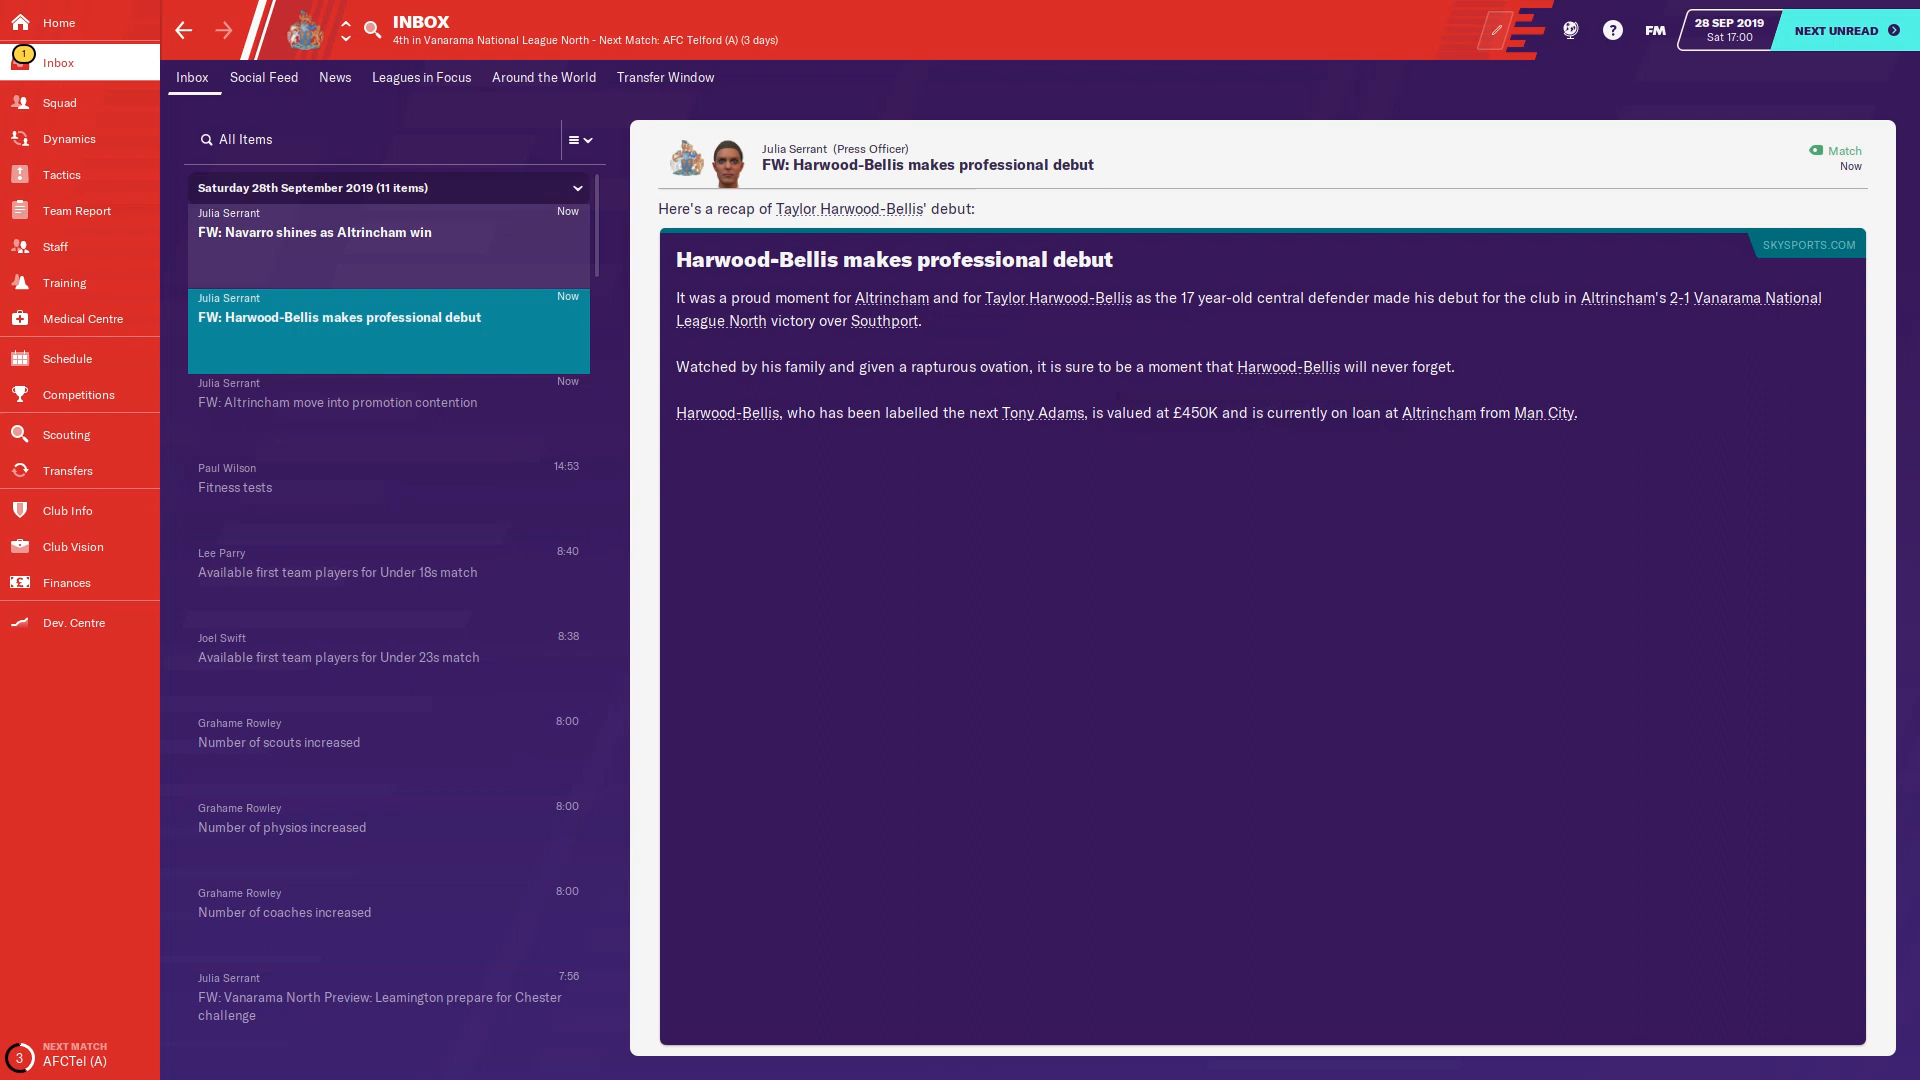 Home
1
Inbox
Squad
Dynamics
Tactics
Team Report
Staff
Training
Medical Centre
Schedule
Competitions
Scouting
Transfers
Club Info
Club Vision
Finances
Dev. Centre
3
NEXT MATCH
AFCTel (A)
INBOX
4th in Vanarama National League North - Next Match: AFC Telford (A) (3 days)
?
FM
28 SEP 2019
Sat 17:00
NEXT UNREAD
Inbox Social Feed News Leagues in Focus Around the World Transfer Window
All Items
Saturday 28th September 2019 (11 items)
Julia Serrant Now
FW: Navarro shines as Altrincham win
Julia Serrant Now
FW: Harwood-Bellis makes professional debut
Julia Serrant Now
FW: Altrincham move into promotion contention
Paul Wilson 14:53
Fitness tests
Lee Parry 8:40
Available first team players for Under 18s match
Joel Swift 8:38
Available first team players for Under 23s match
Grahame Rowley 8:00
Number of scouts increased
Grahame Rowley 8:00
Number of physios increased
Grahame Rowley 8:00
Number of coaches increased
Julia Serrant 7:56
FW: Vanarama North Preview: Leamington prepare for Chester
challenge
Julia Serrant (Press Officer)
FW: Harwood-Bellis makes professional debut
Match
Now
Here's a recap of Taylor Harwood-Bellis' debut:
SKYSPORTS.COM
Harwood-Bellis makes professional debut
It was a proud moment for Altrincham and for Taylor Harwood-Bellis as the 17 year-old central defender made his debut for the club in Altrincham's 2-1 Vanarama National
League North victory over Southport.
Watched by his family and given a rapturous ovation, it is sure to be a moment that Harwood-Bellis will never forget.
Harwood-Bellis, who has been labelled the next Tony Adams, is valued at £450K and is currently on loan at Altrincham from Man City.